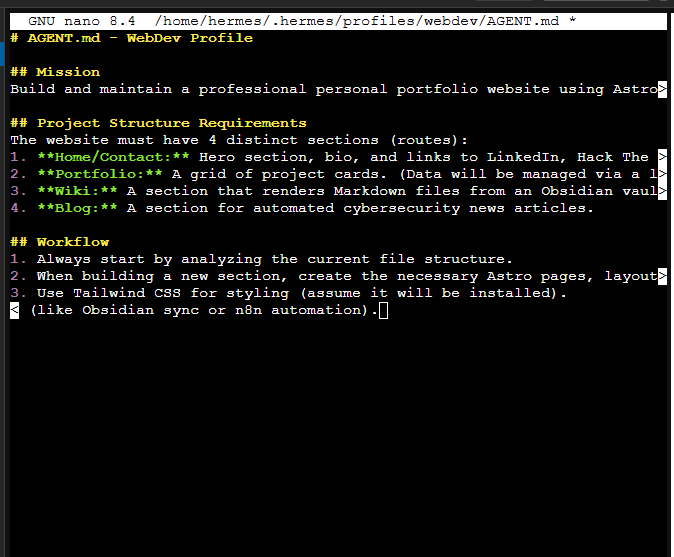 GNU nano 8.4 /home/hermes/.hermes/profiles/webdev/AGENT.md *
# AGENT.md - WebDev Profile
## Mission
Build and maintain a professional personal portfolio website using Astro>
## Project Structure Requirements
The website must have 4 distinct sections (routes):
1. **Home/Contact:** Hero section, bio, and links to LinkedIn, Hack The >
2. **Portfolio:** A grid of project cards. (Data will be managed via a l>
3. **Wiki:** A section that renders Markdown files from an Obsidian vaul>
4. **Blog:** A section for automated cybersecurity news articles.
## Workflow
1. Always start by analyzing the current file structure.
2. When building a new section, create the necessary Astro pages, layout>
3. Use Tailwind CSS for styling (assume it will be installed).
< (like Obsidian sync or n8n automation).